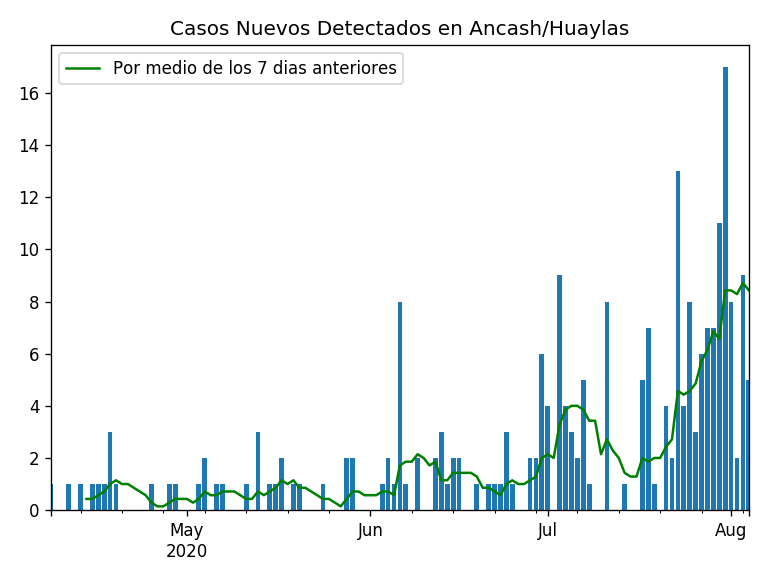 Casos Nuevos Detectados en Ancash/Huaylas
Por medio de los 7 dias anteriores
16
14
12
10
8
6
4
2
0
May
2020
Jun
Jul
Aug